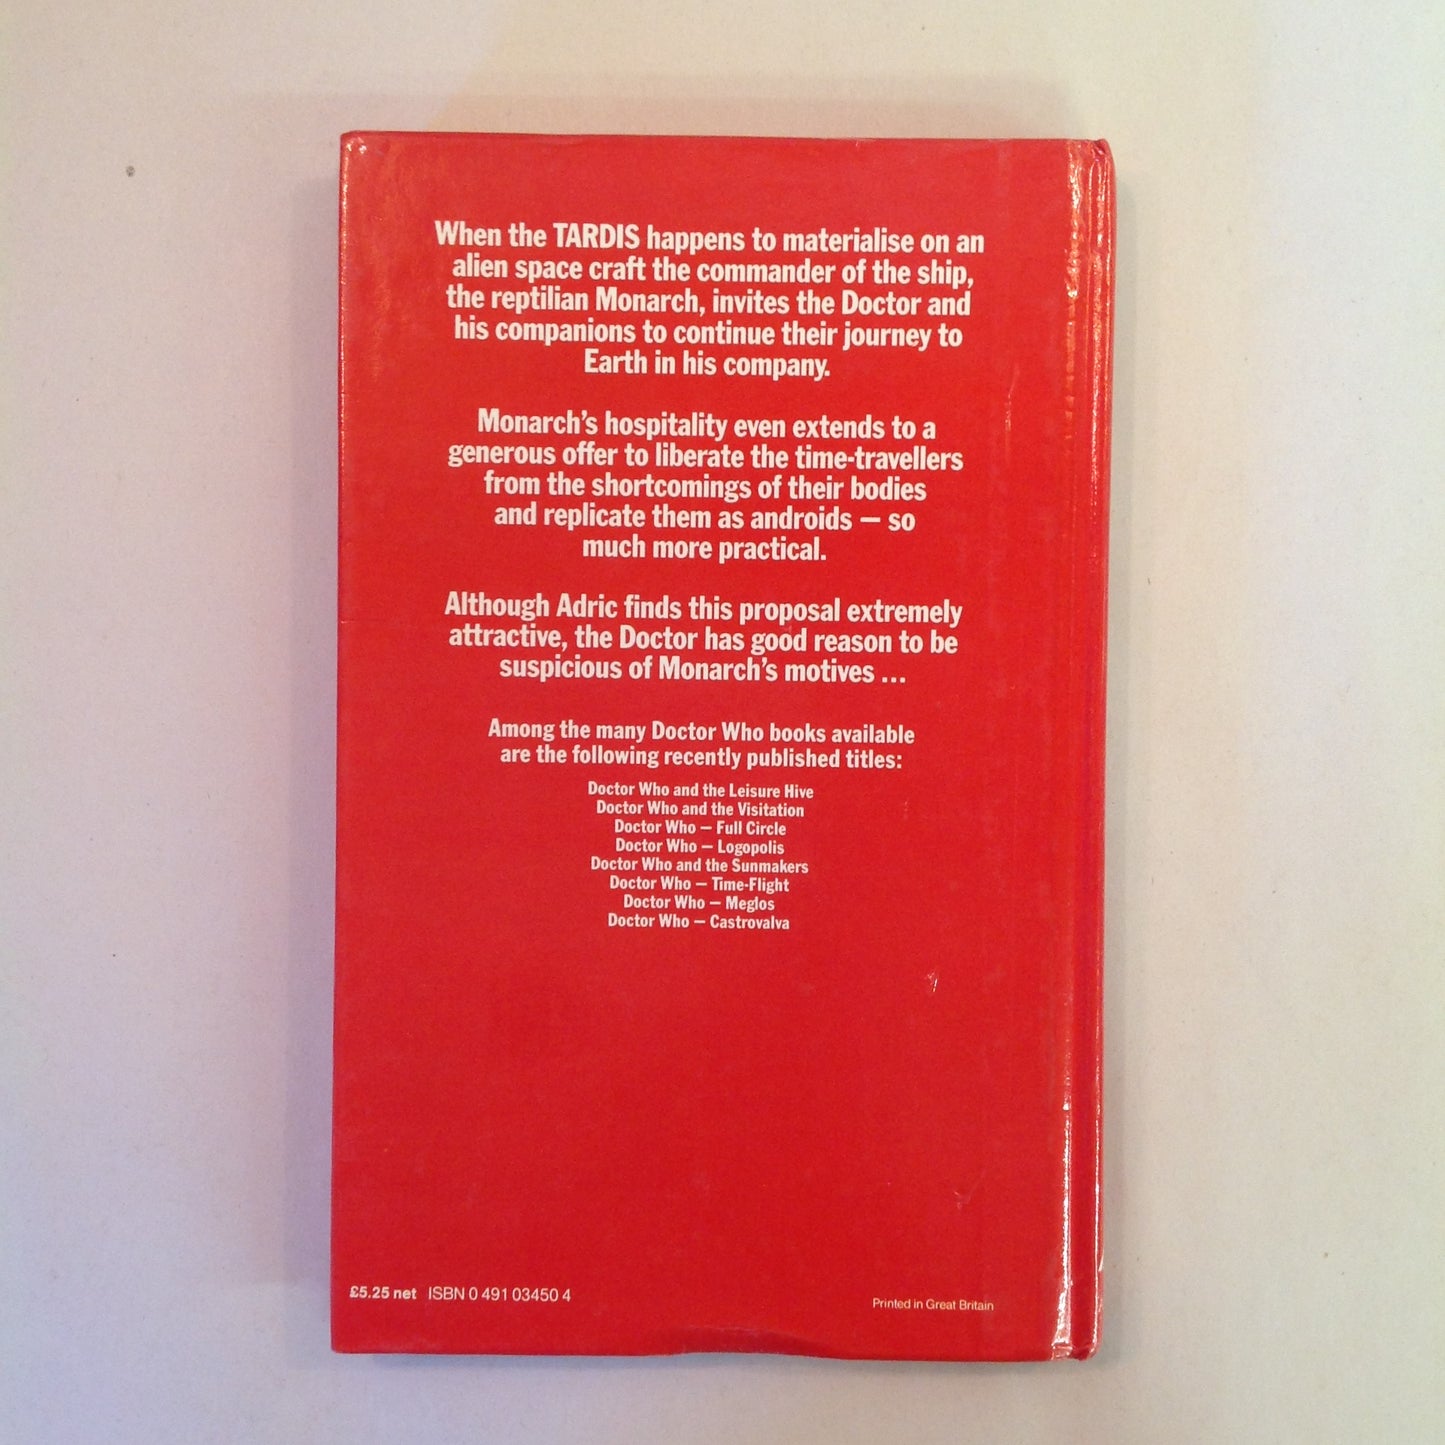 When the TARDIS happens to materialise on an
alien space craft the commander of the ship,
the reptilian Monarch, invites the Doctor and
his companions to continue their journey to
Earth in his company.
Monarch's hospitality even extends to a
generous offer to liberate the time-travellers
from the shortcomings of their bodies
and replicate them as androids — so
much more practical.
Although Adric finds this proposal extremely
attractive, the Doctor has good reason to be
suspicious of Monarch's motives ...
Among the many Doctor Who books available
are the following recently published titles:
Doctor Who and the Leisure Hive
Doctor Who and the Visitation
Doctor Who — Full Circle
Doctor Who — Logopolis
Doctor Who and the Sunmakers
Doctor Who — Time-Flight
Doctor Who — Meglos
Doctor Who — Castrovalva
£5.25 net ISBN 0 491 03450 4
Printed in Great Britain